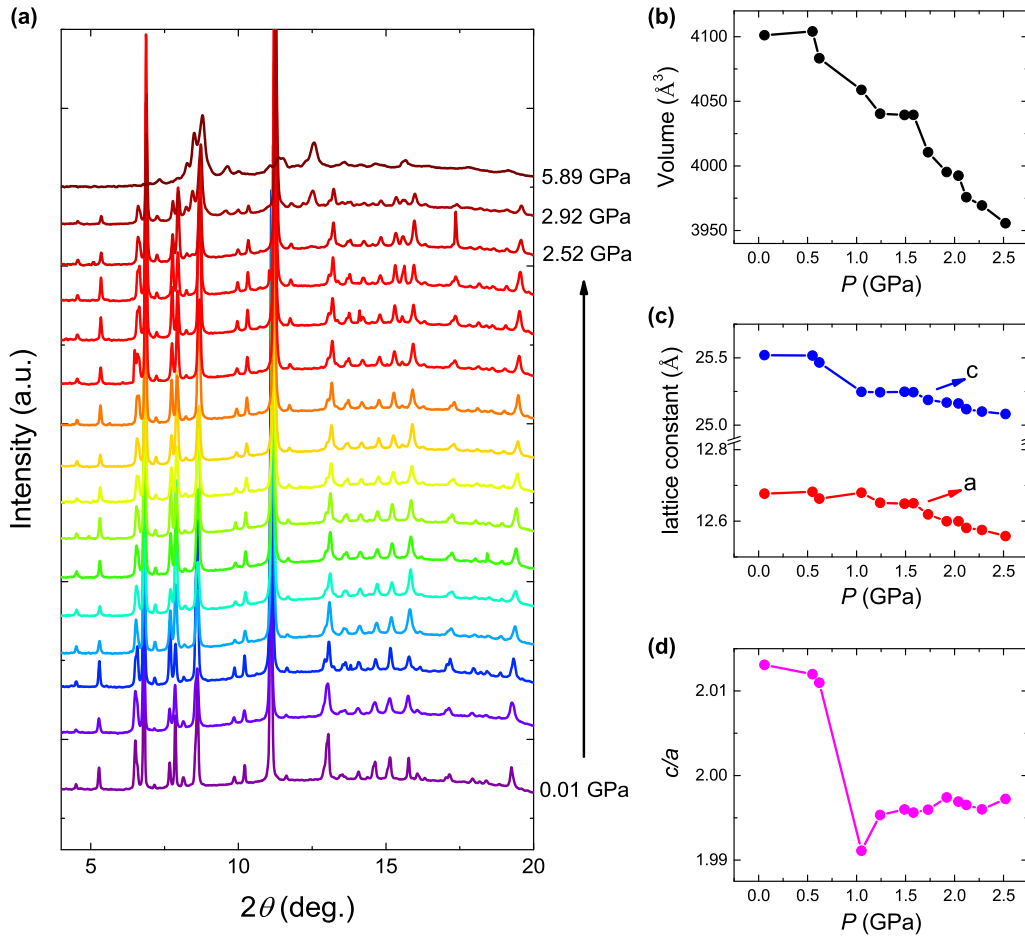 (a)
Intensity (a.u.)
5.89 GPa
2.92 GPa
2.52 GPa
0.01 GPa
5
10
15
20
2θ (deg.)
(b)
Volume (Å³)
4100
4050
4000
3950
0.0
0.5
1.0
1.5
2.0
2.5
P (GPa)
(c)
lattice constant (Å)
25.5
25.0
12.8
12.6
c
a
0.0
0.5
1.0
1.5
2.0
2.5
P (GPa)
(d)
c/a
2.01
2.00
1.99
0.0
0.5
1.0
1.5
2.0
2.5
P (GPa)